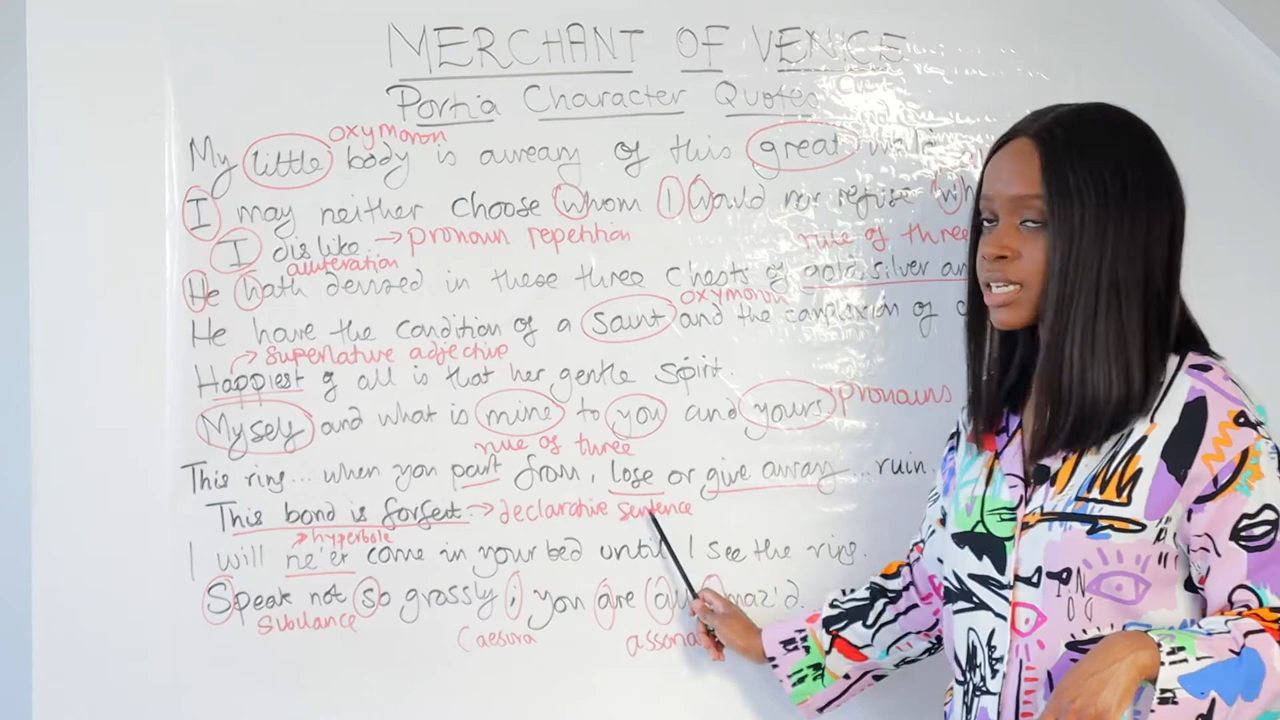 MERCHANT OF VENICE
Portia Character Quotes
oxymoron
My little body is aweary of this great
I may neither choose whom I would nor refuse
I dislike. → pronoun repetition rule of three
alliteration
He hath devised in these three chests of gold, silver an
oxymoron
He have the condition of a saint and the complexion of
→ superlative adjective
Happiest of all is that her gentle spirit.
Myself and what is mine to you and yours pronouns
rule of three
This ring... when you part from, lose or give away... ruin.
This bond is forfeit. → declarative sentence
→ hyperbole
I will ne'er come in your bed until I see the ring.
Speak not so grossly; you are
sibilance
Caesura